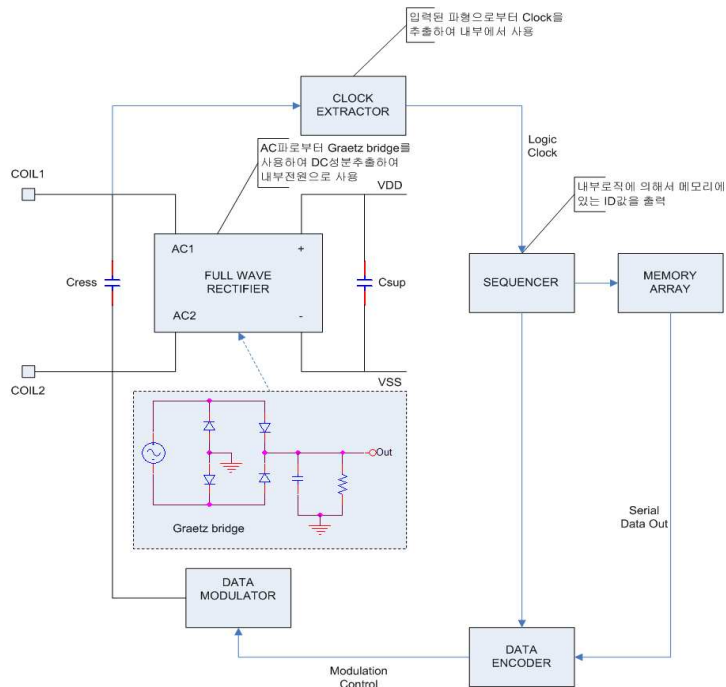 입력된 파형으로부터 Clock을
추출하여 내부에서 사용
CLOCK
EXTRACTOR
Logic
Clock
AC파로부터 Graetz bridge를
사용하여 DC성분추출하여
내부전원으로 사용
COIL1
VDD
내부로직에 의해서 메모리에
있는 ID값을 출력
AC1
+
FULL WAVE
RECTIFIER
AC2
-
Cress
Csup
SEQUENCER
MEMORY
ARRAY
COIL2
VSS
Out
Graetz bridge
Serial
Data Out
DATA
MODULATOR
DATA
ENCODER
Modulation
Control